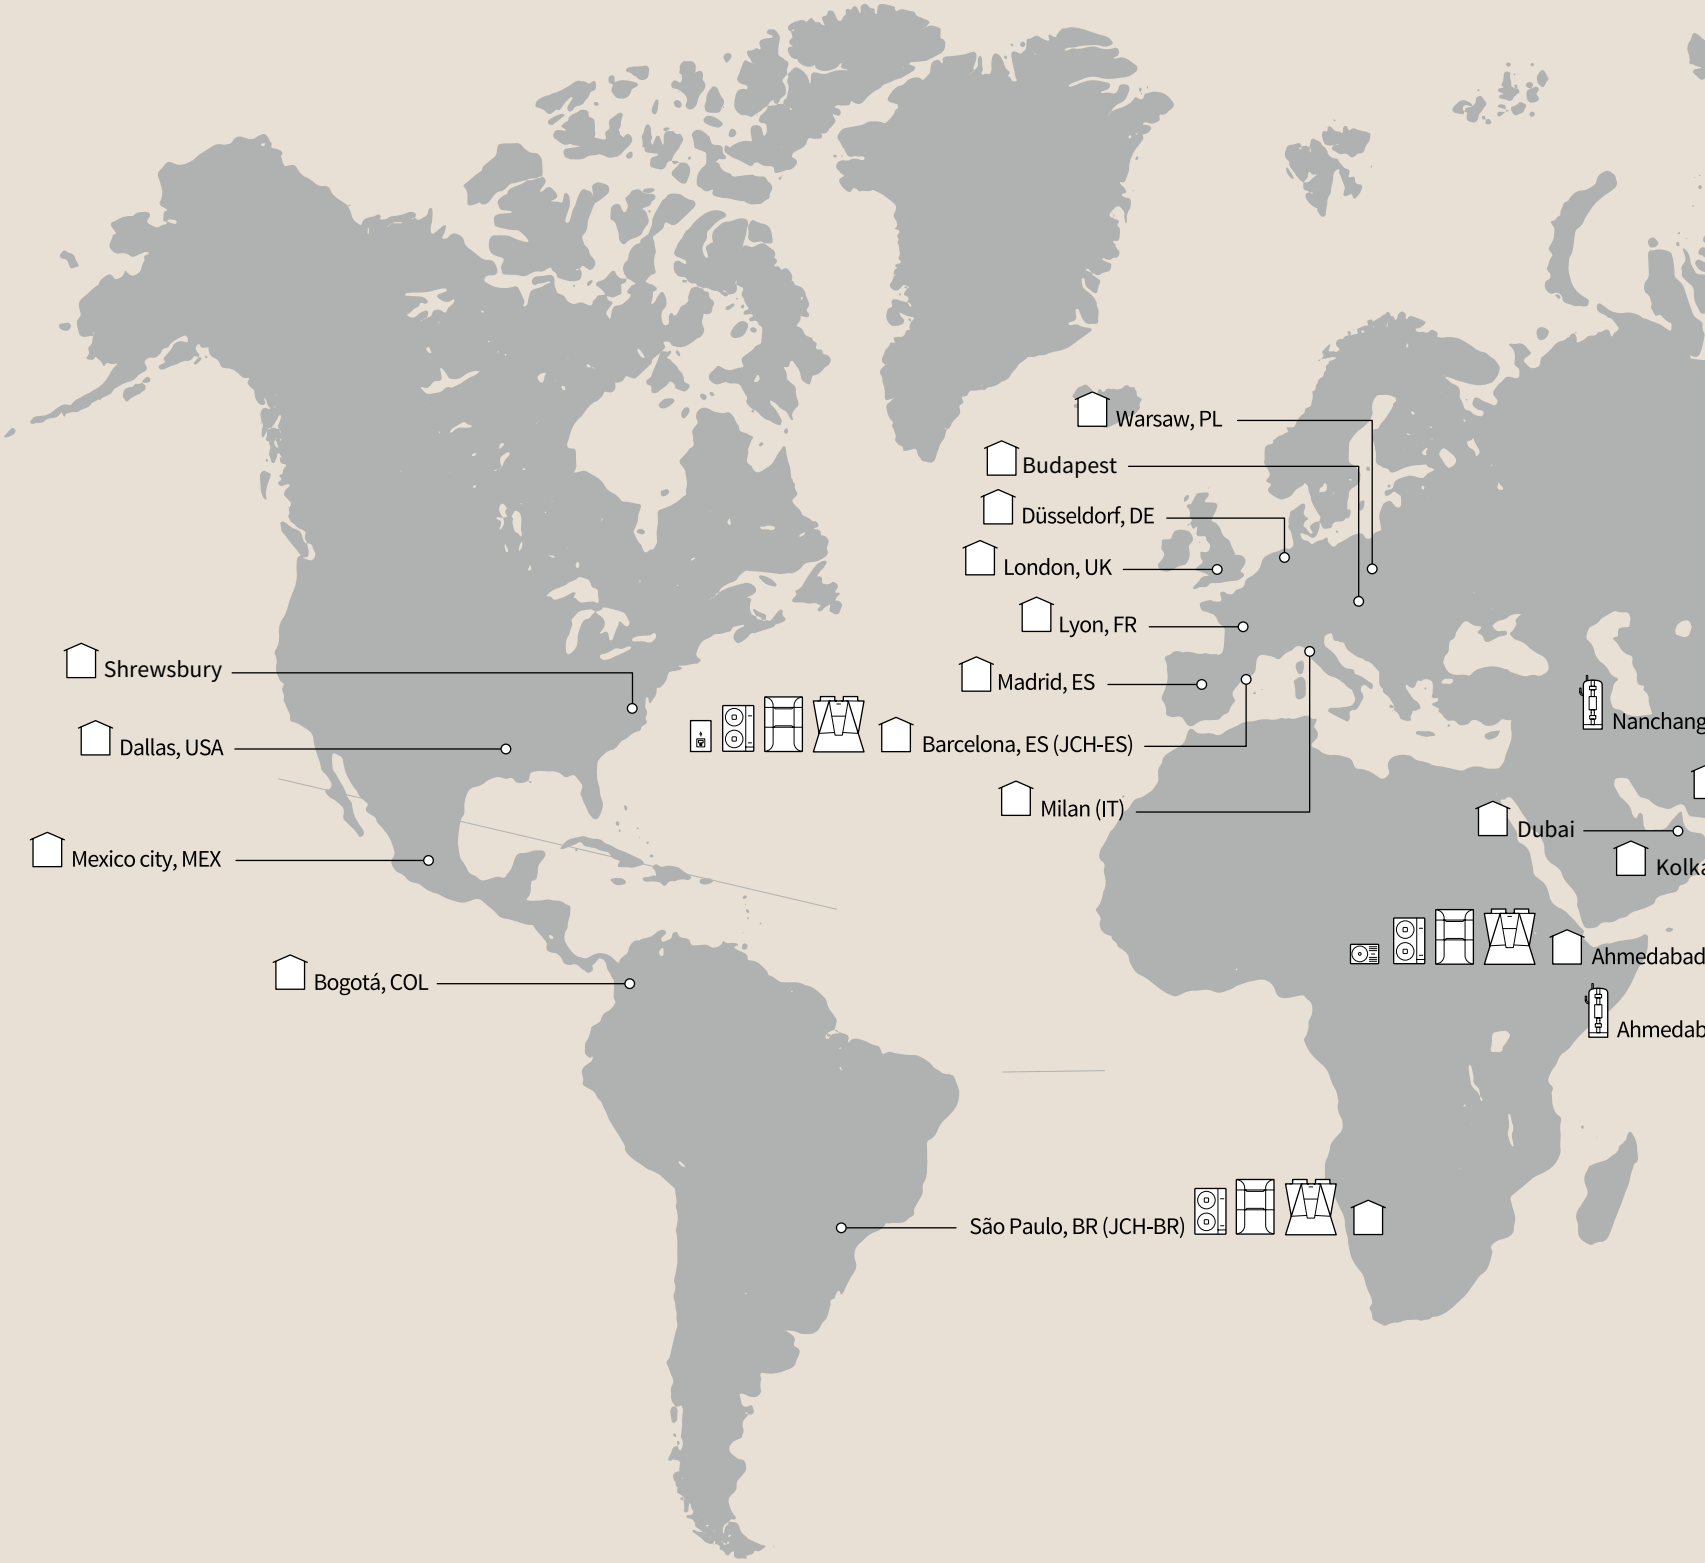 Warsaw, PL
Budapest
Düsseldorf, DE
London, UK
Lyon, FR
Shrewsbury
Madrid, ES
Nanchang
Dallas, USA
Barcelona, ES (JCH-ES)
Milan (IT)
Dubai
Mexico city, MEX
Ahmedabad
Bogotá, COL
São Paulo, BR (JCH-BR)